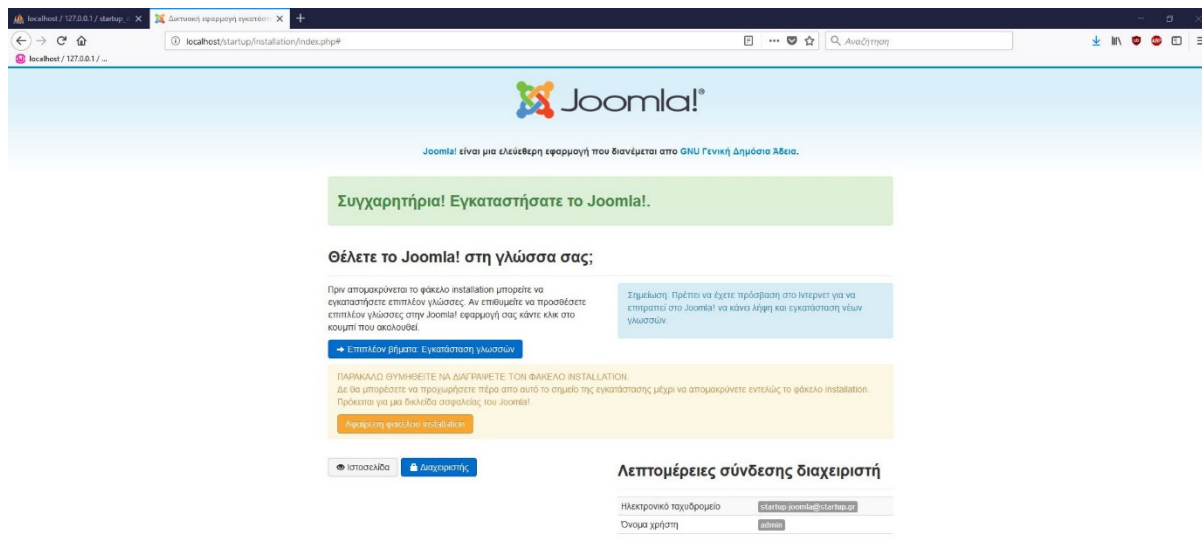 localhost / 127.0.0.1 / startup_
Δικτυακή εφαρμογή εγκατάστ
localhost/startup/installation/index.php#
Αναζήτηση
localhost / 127.0.0.1 / ...
Joomla!®
Joomla! είναι μια ελεύθερη εφαρμογή που διανέμεται απο GNU Γενική Δημόσια Άδεια.
Συγχαρητήρια! Εγκαταστήσατε το Joomla!.
Θέλετε το Joomla! στη γλώσσα σας;
Πριν απομακρύνεται το φάκελο installation μπορείτε να
εγκαταστήσετε επιπλέον γλώσσες. Αν επιθυμείτε να προσθέσετε
επιπλέον γλώσσες στην Joomla! εφαρμογή σας κάντε κλικ στο
κουμπί που ακολουθεί.
Σημείωση: Πρέπει να έχετε πρόσβαση στο Ιντερνετ για να
επιτραπεί στο Joomla! να κάνει λήψη και εγκατάσταση νέων
γλωσσών.
Επιπλέον βήματα: Εγκατάσταση γλωσσών
ΠΑΡΑΚΑΛΩ ΘΥΜΗΘΕΙΤΕ ΝΑ ΔΙΑΓΡΑΨΕΤΕ ΤΟΝ ΦΑΚΕΛΟ INSTALLATION.
Δε θα μπορέσετε να προχωρήσετε πέρα απο αυτό το σημείο της εγκατάστασης μέχρι να απομακρύνετε εντελώς το φάκελο installation.
Πρόκειται για μια δικλείδα ασφαλείας του Joomla!.
Αφαίρεση φακέλου installation
Ιστοσελίδα
Διαχειριστής
Λεπτομέρειες σύνδεσης διαχειριστή
Ηλεκτρονικό ταχυδρομείο startup-joomla@startup.gr
Όνομα χρήστη admin